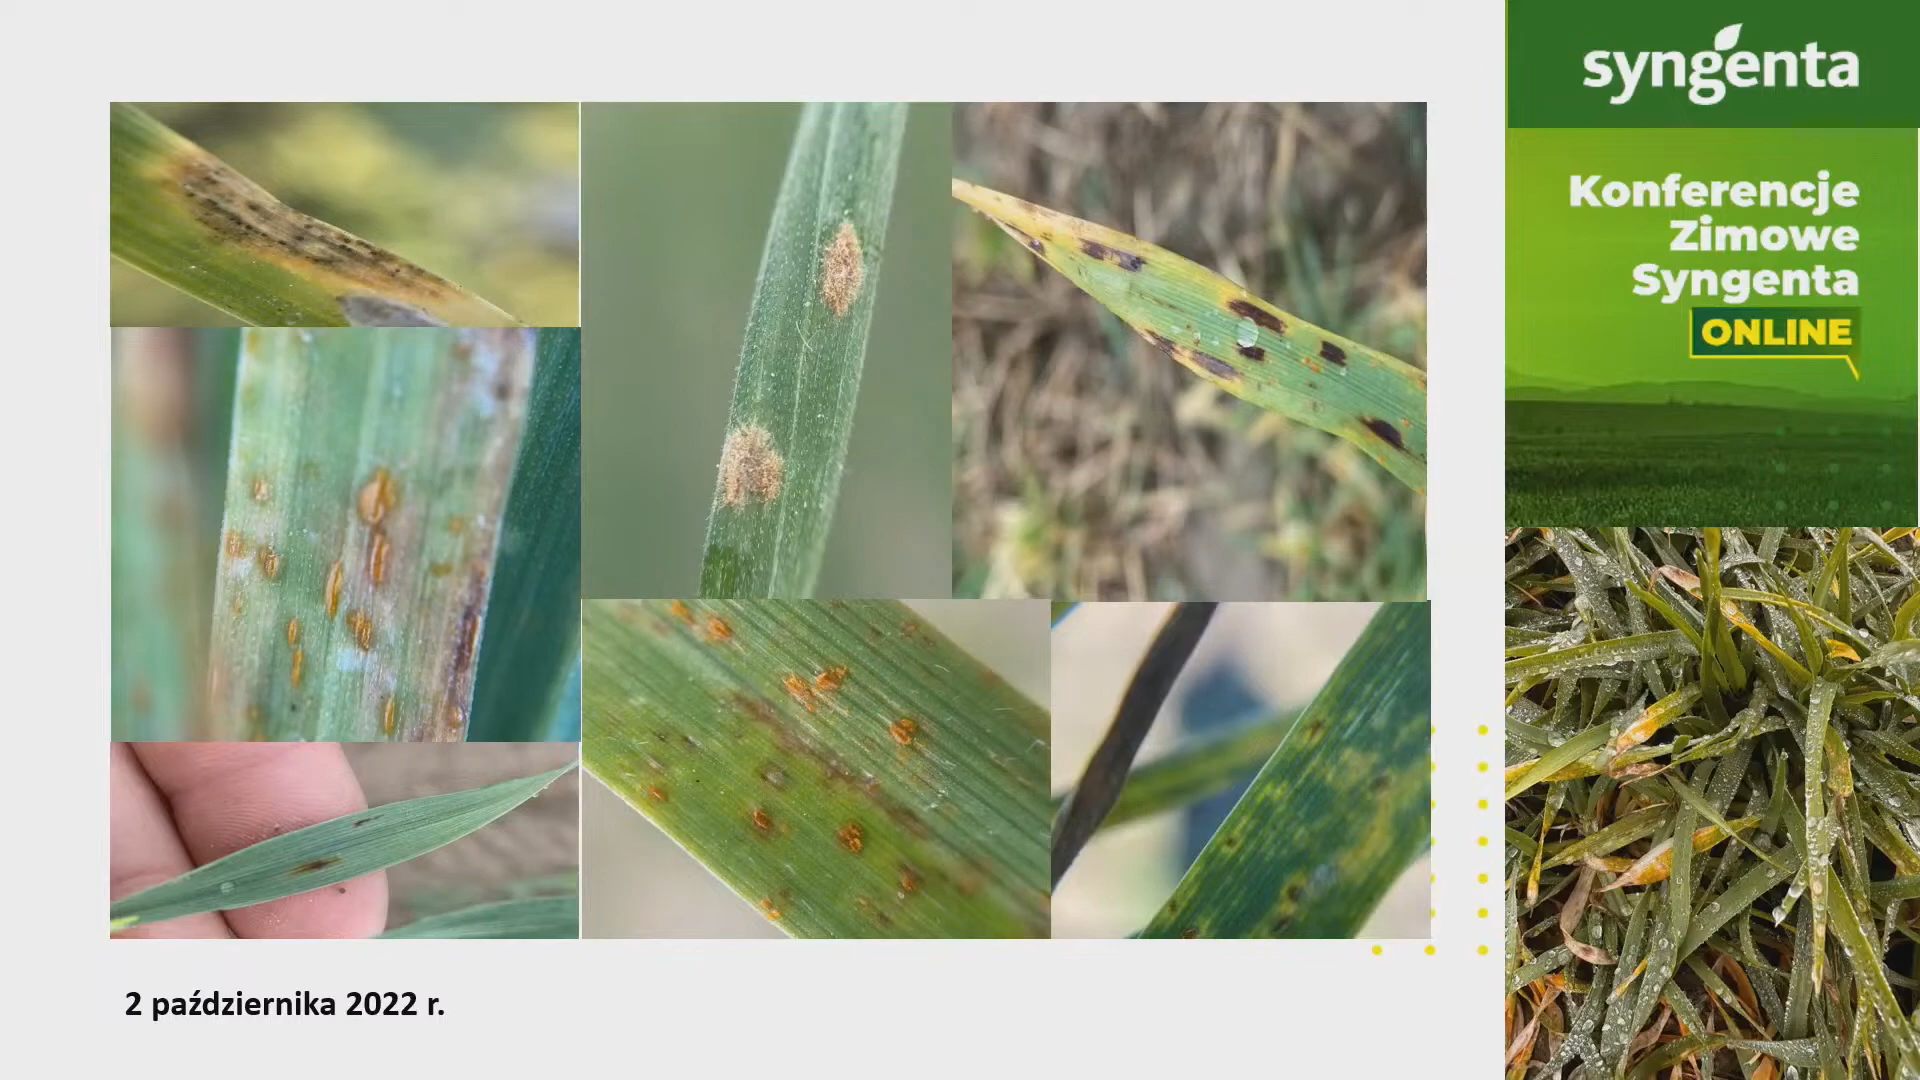 syngenta
Konferencje
Zimowe
Syngenta
ONLINE
2 października 2022 r.